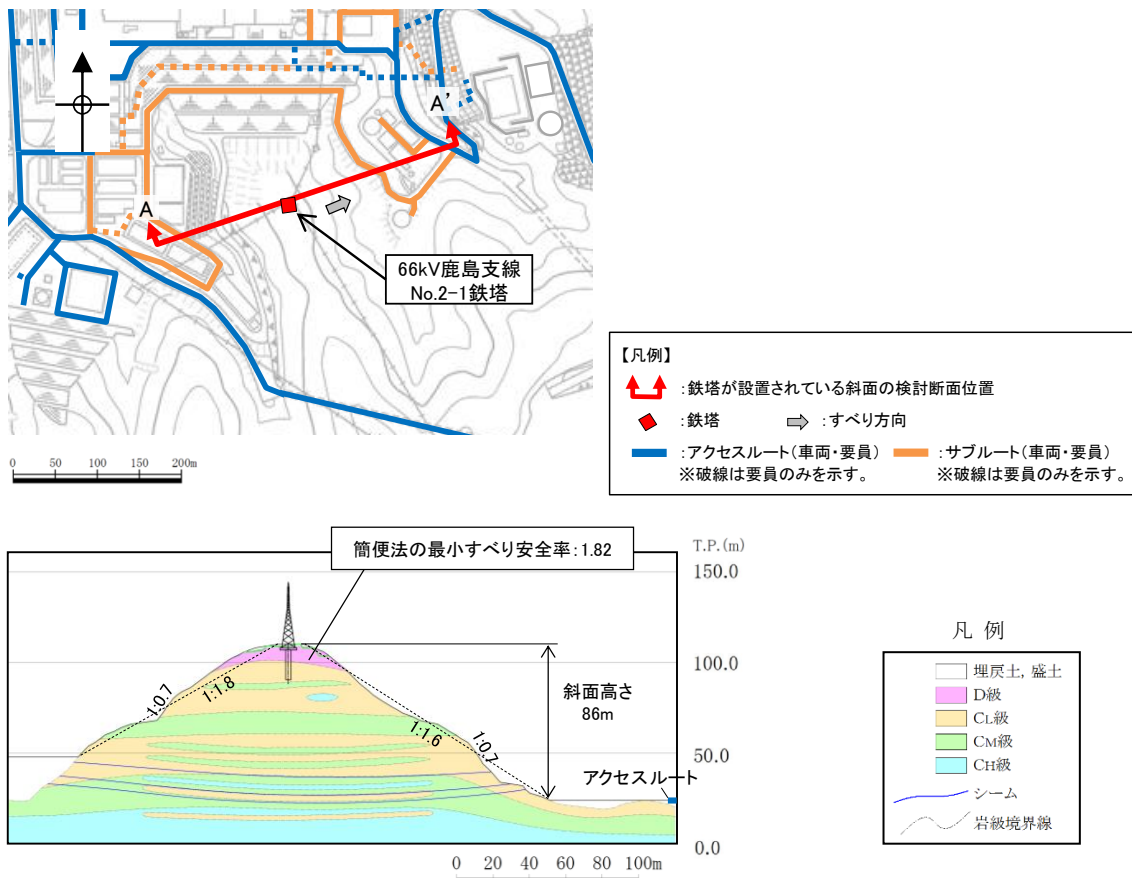 A'
A
66kV鹿島支線
No.2-1鉄塔
0 50 100 150 200m
【凡例】
:鉄塔が設置されている斜面の検討断面位置
:鉄塔 :すべり方向
:アクセスルート(車両・要員) :サブルート(車両・要員)
※破線は要員のみを示す。 ※破線は要員のみを示す。
簡便法の最小すべり安全率:1.82
T.P.(m)
150.0
100.0
50.0
0.0
1:0.7
1:1.8
1:1.6
1:0.7
斜面高さ
86m
アクセスルート
0 20 40 60 80 100m
凡 例
埋戻土, 盛土
D級
CL級
CM級
CH級
シーム
岩級境界線